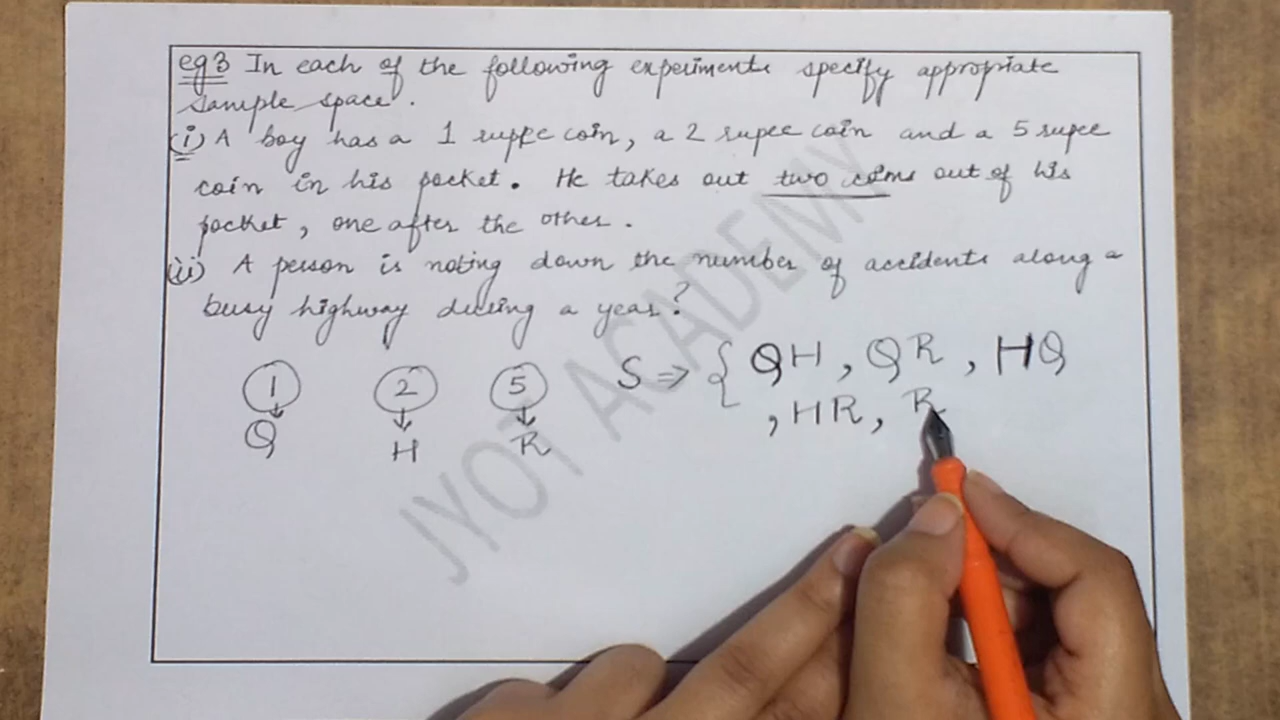 eg 3 In each of the following experiments specify appropriate
sample space.
(i) A boy has a 1 rupee coin, a 2 rupee coin and a 5 rupee
coin in his pocket. He takes out two coins out of his
pocket, one after the other.
(ii) A person is noting down the number of accidents along a
busy highway during a year?
1 2 5 S ⇒ { QH, QR, HQ
Q H R , HR, R
JYOT ACADEMY